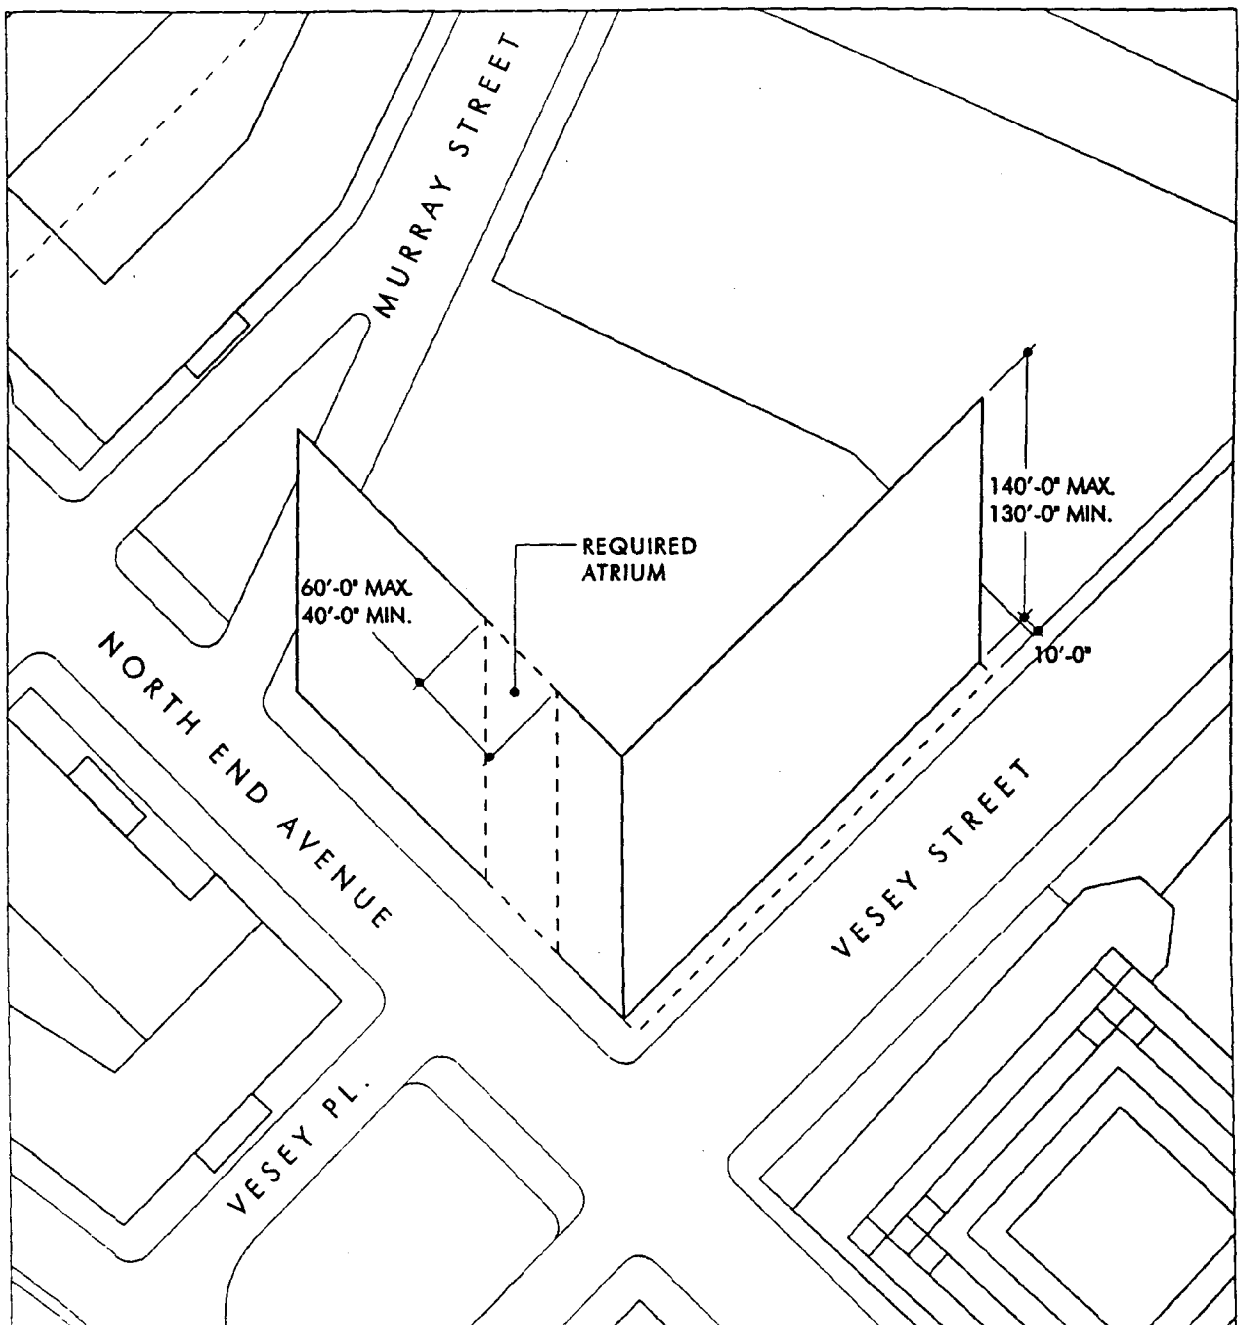 MURRAY STREET
140'-0" MAX.
130'-0" MIN.
REQUIRED
ATRIUM
60'-0" MAX.
40'-0" MIN.
10'-0"
NORTH END AVENUE
VESEY STREET
VESEY PL.